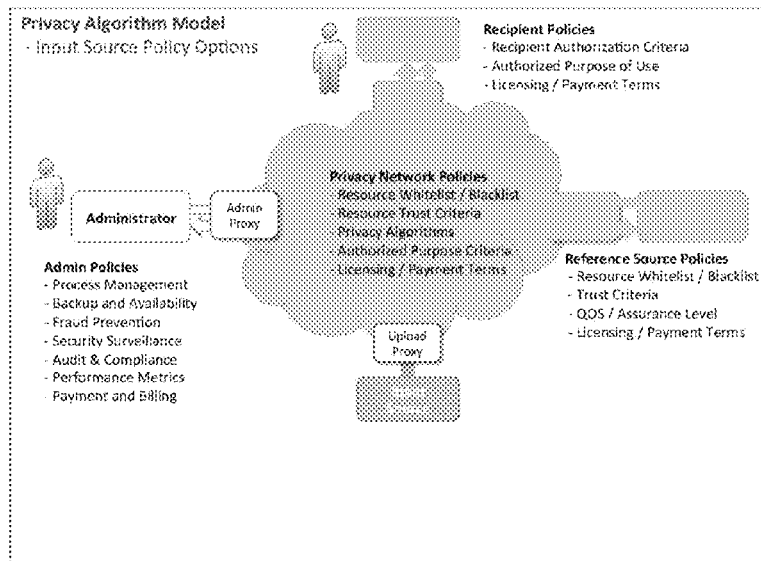 Privacy Algorithm Model
- Input Source Policy Options
Recipient Policies
- Recipient Authorization Criteria
- Authorized Purpose of Use
- Licensing / Payment Terms
Privacy Network Policies
- Resource Whitelist / Blacklist
- Resource Trust Criteria
- Privacy Algorithms
- Authorized Purpose Criteria
- Licensing / Payment Terms
Administrator
Admin
Proxy
Admin Policies
- Process Management
- Backup and Availability
- Fraud Prevention
- Security Surveillance
- Audit & Compliance
- Performance Metrics
- Payment and Billing
Reference Source Policies
- Resource Whitelist / Blacklist
- Trust Criteria
- QOS / Assurance Level
- Licensing / Payment Terms
Upload
Proxy